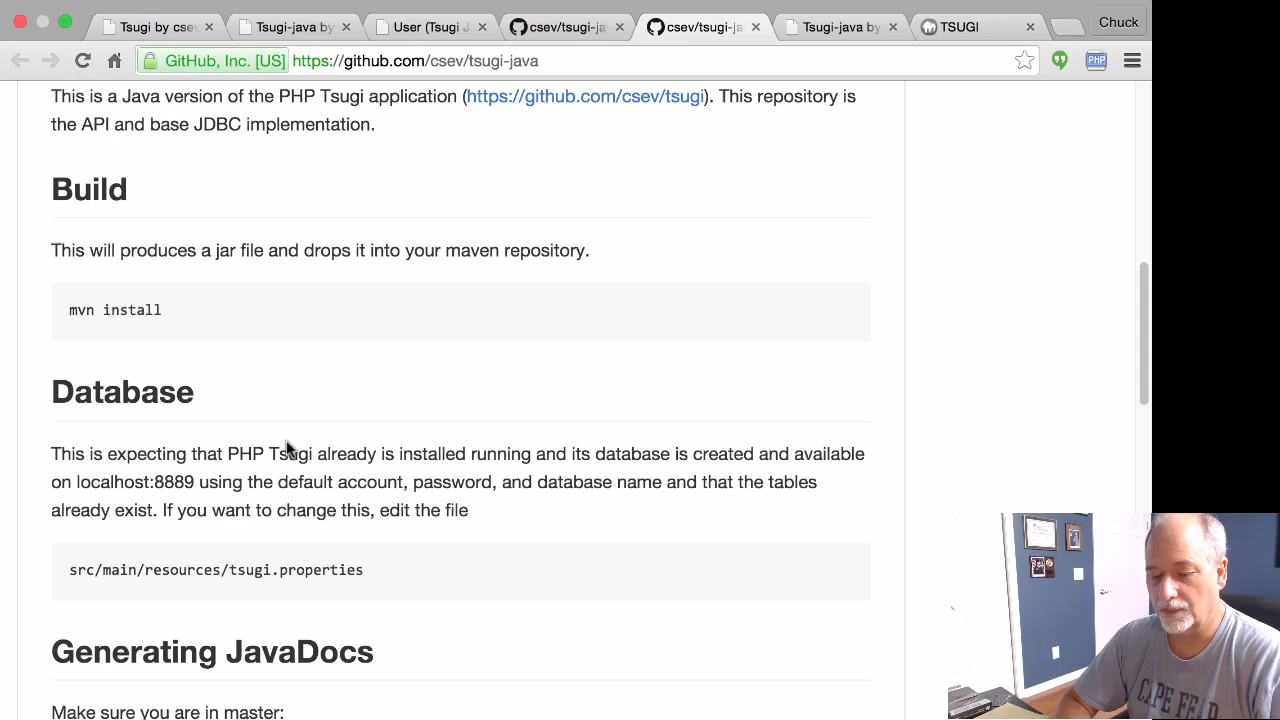 Tsugi by csev
Tsugi-java by
User (Tsugi J
csev/tsugi-ja
csev/tsugi-ja
Tsugi-java by
TSUGI
Chuck
GitHub, Inc. [US]
https://github.com/csev/tsugi-java
PHP
This is a Java version of the PHP Tsugi application (https://github.com/csev/tsugi). This repository is
the API and base JDBC implementation.
Build
This will produces a jar file and drops it into your maven repository.
mvn install
Database
This is expecting that PHP Tsugi already is installed running and its database is created and available
on localhost:8889 using the default account, password, and database name and that the tables
already exist. If you want to change this, edit the file
src/main/resources/tsugi.properties
Generating JavaDocs
Make sure you are in master:
CAPE FEAR